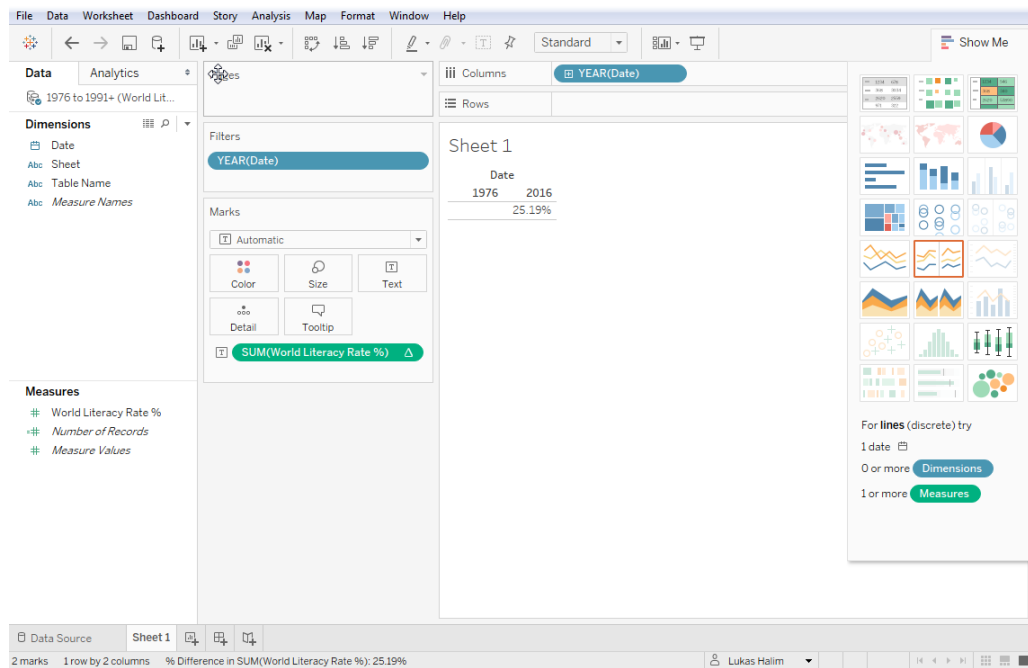 File Data Worksheet Dashboard Story Analysis Map Format Window Help
Standard
Show Me
Data Analytics
1976 to 1991+ (World Lit...
Dimensions
Date
Abc Sheet
Abc Table Name
Abc Measure Names
Measures
World Literacy Rate %
Number of Records
Measure Values
Filters
YEAR(Date)
Marks
Automatic
Color Size Text
Detail Tooltip
SUM(World Literacy Rate %) Δ
Columns YEAR(Date)
Rows
Sheet 1
Date
1976 2016
25.19%
For lines (discrete) try
1 date
0 or more Dimensions
1 or more Measures
Data Source Sheet 1
2 marks 1 row by 2 columns % Difference in SUM(World Literacy Rate %): 25.19% Lukas Halim